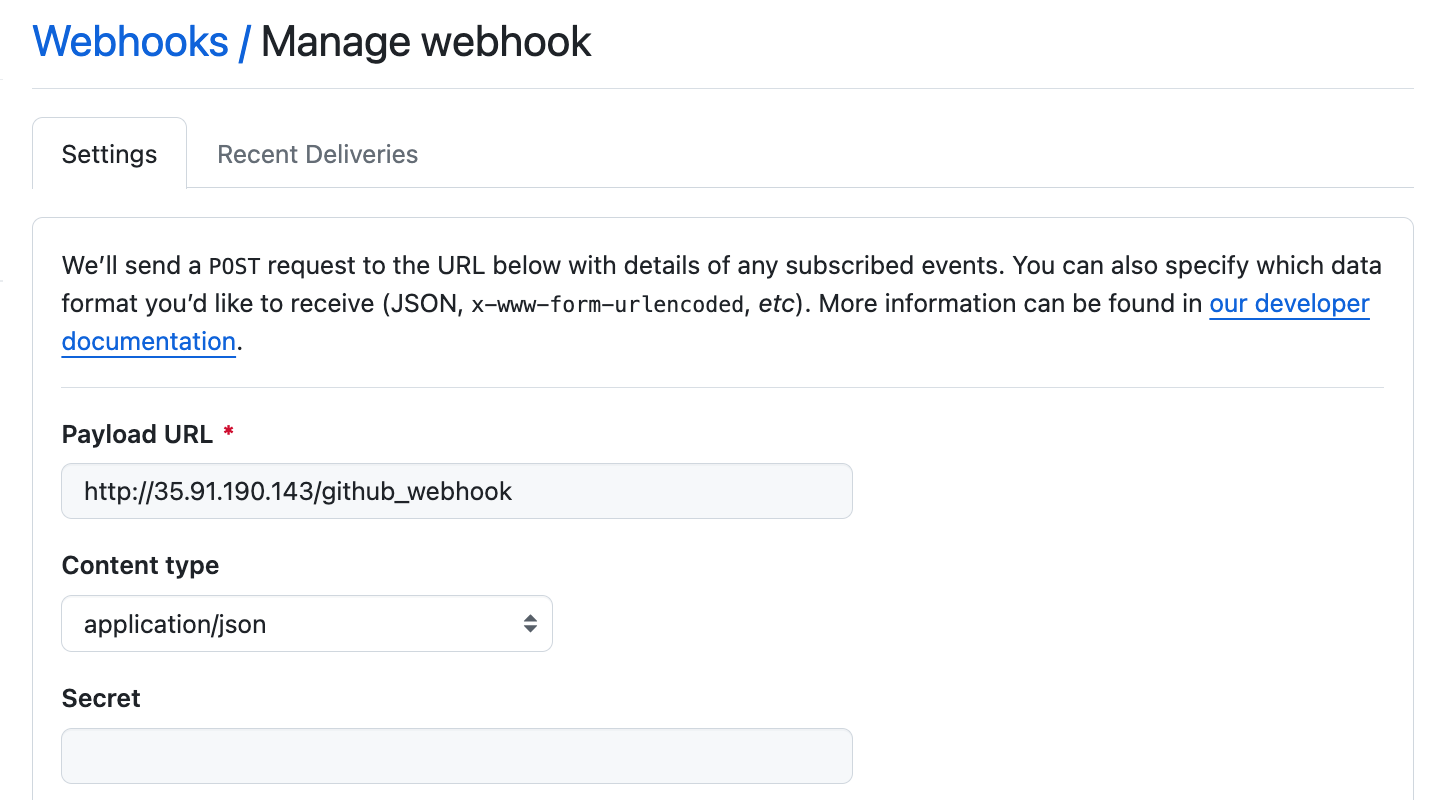 Webhooks / Manage webhook
Settings
Recent Deliveries
We’ll send a POST request to the URL below with details of any subscribed events. You can also specify which data
format you’d like to receive (JSON, x-www-form-urlencoded, etc). More information can be found in our developer
documentation.
Payload URL *
http://35.91.190.143/github_webhook
Content type
application/json
Secret